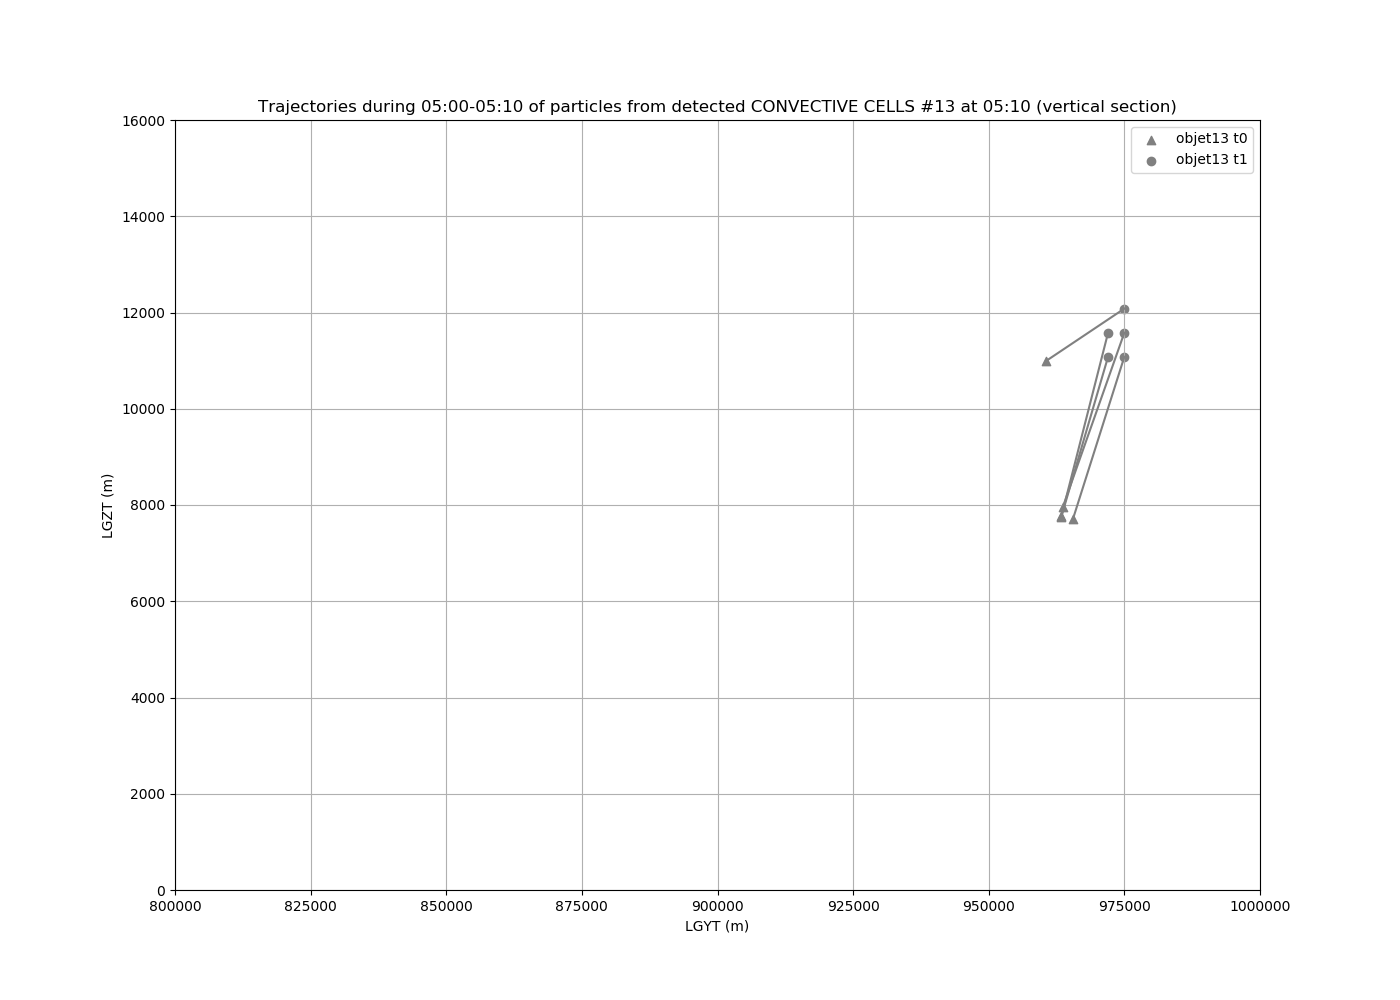 Trajectories during 05:00-05:10 of particles from detected CONVECTIVE CELLS #13 at 05:10 (vertical section)
objet13 t0
objet13 t1
16000
14000
12000
10000
8000
6000
4000
2000
0
LGZT (m)
800000 825000 850000 875000 900000 925000 950000 975000 1000000
LGYT (m)